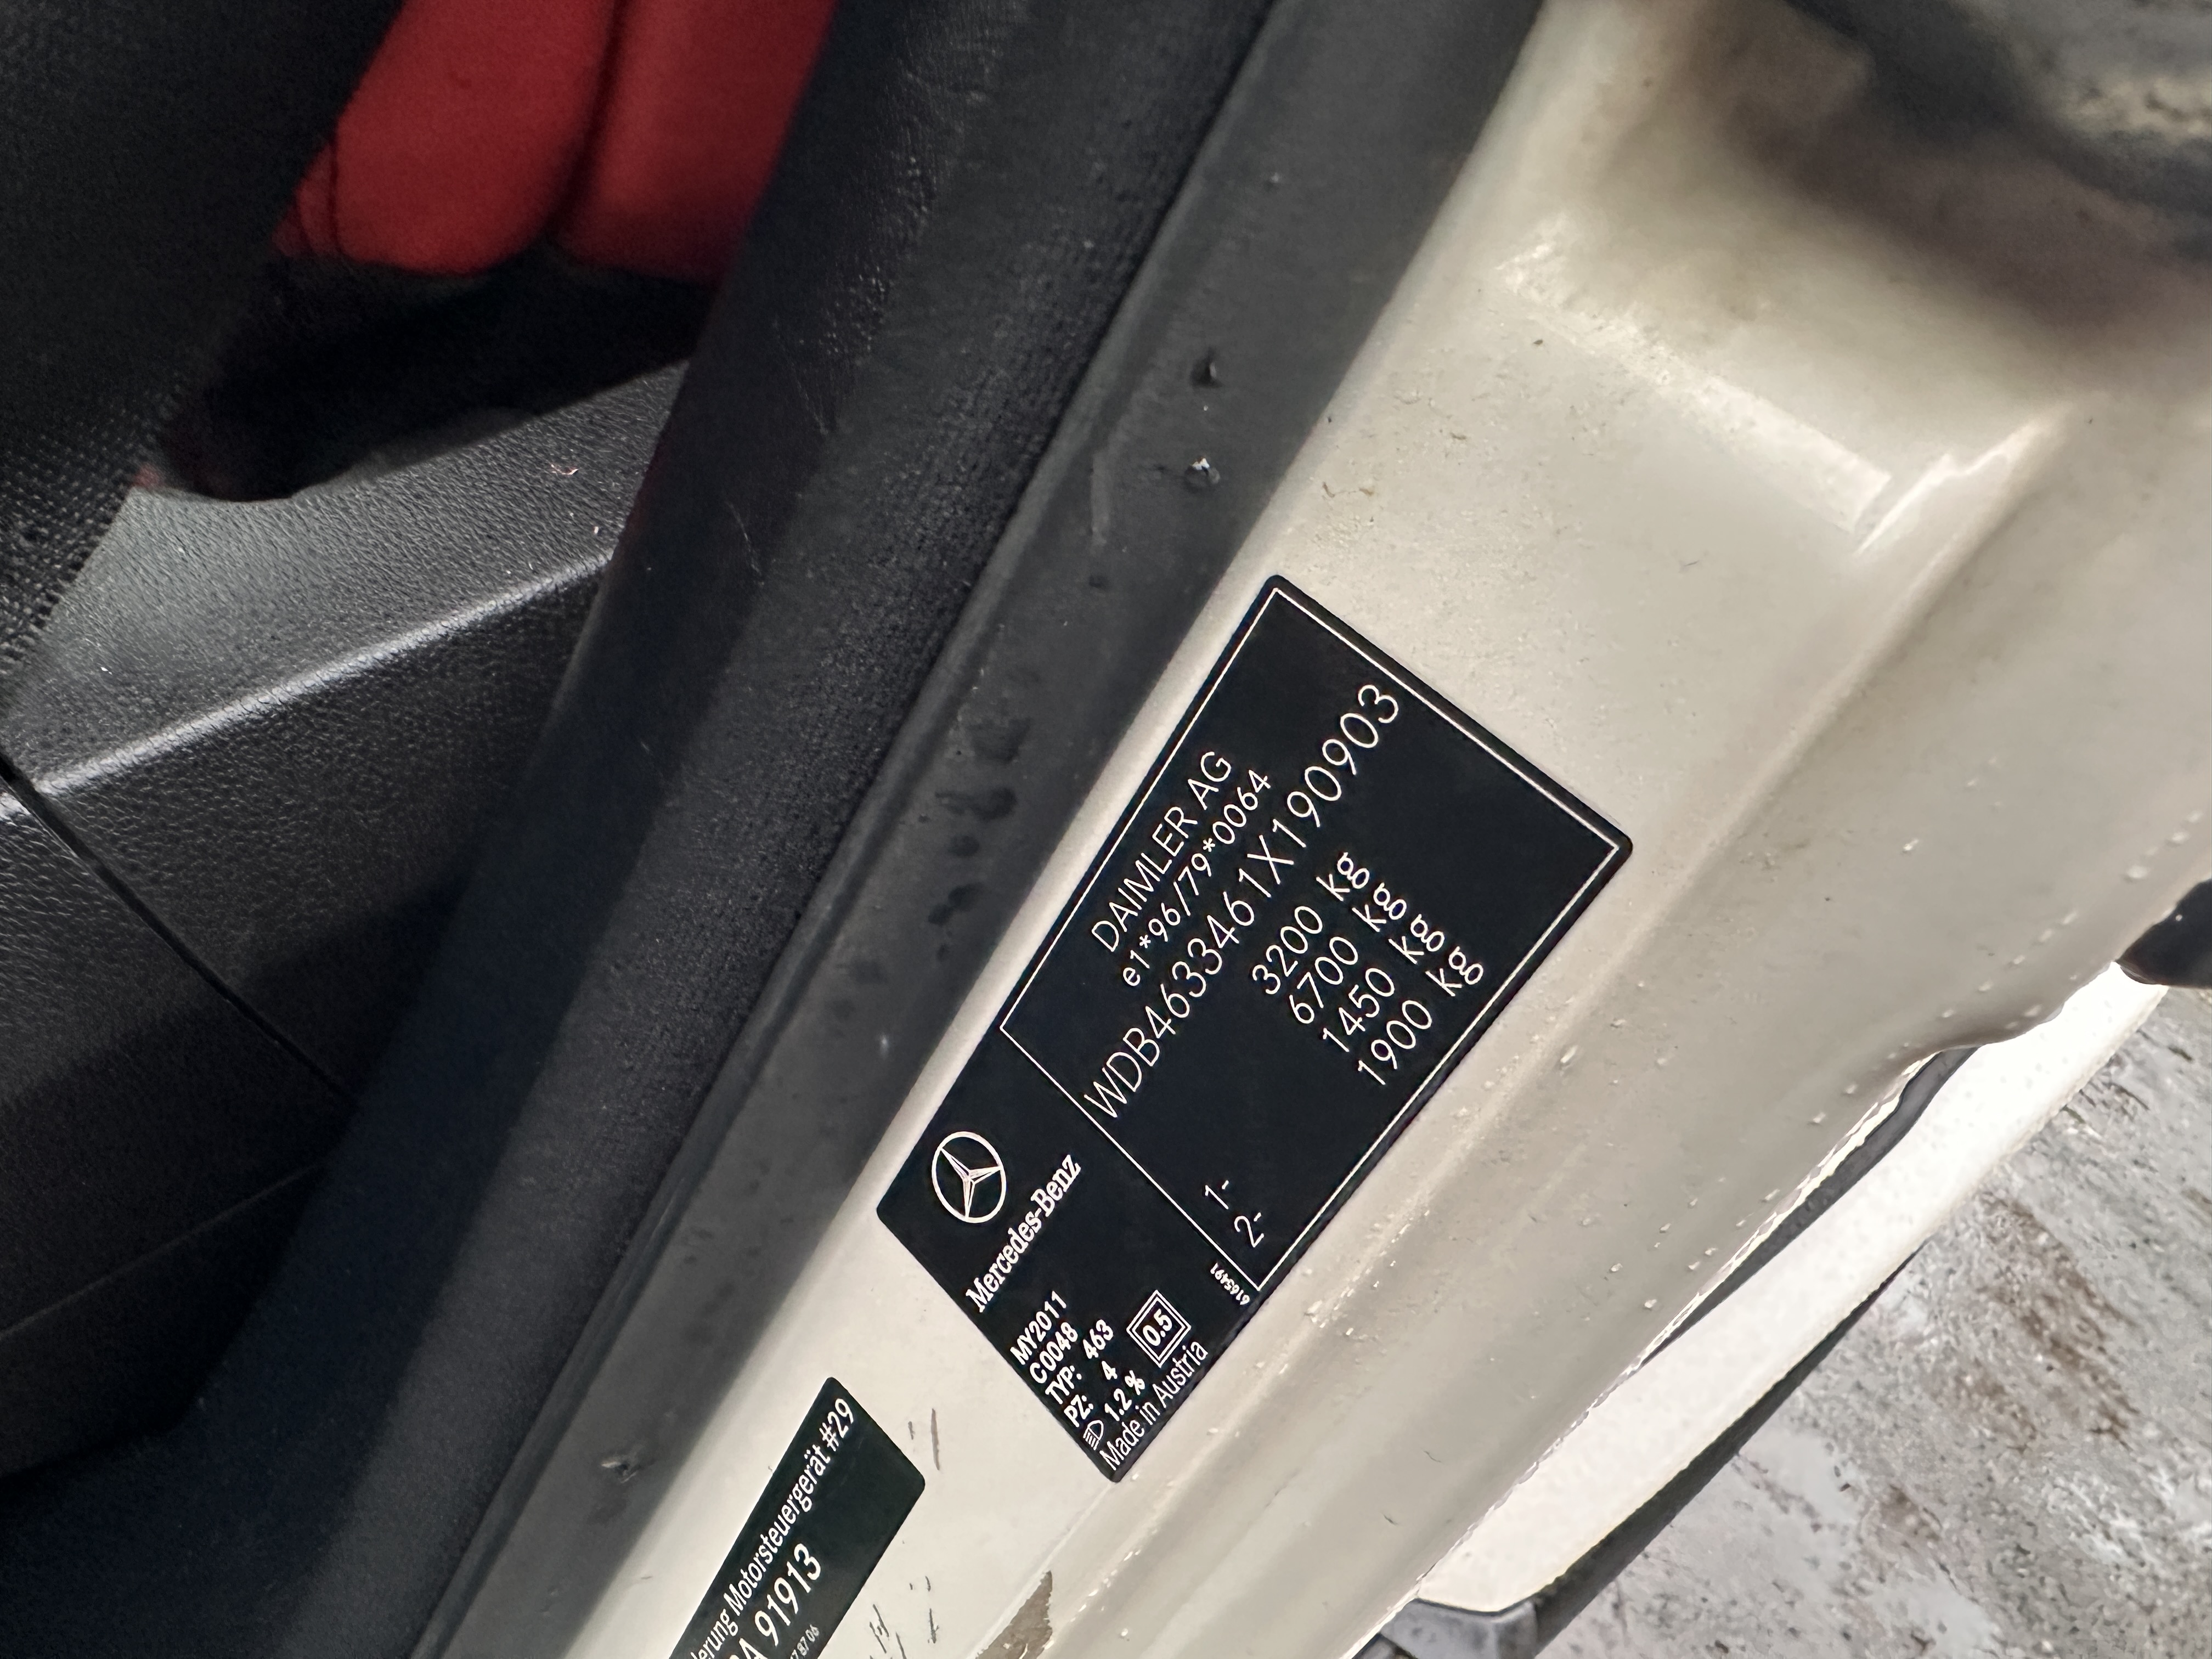 DAIMLER AG
e1*96/79*0064
WDB4633461X190903
3200 kg
6700 kg
1- 1450 kg
2- 1900 kg
Mercedes-Benz
MY2011
C0048
TYP: 463
PZ: 4
1.2 %
0.5
Made in Austria
6165491
Motorsteuergerät #29
91913